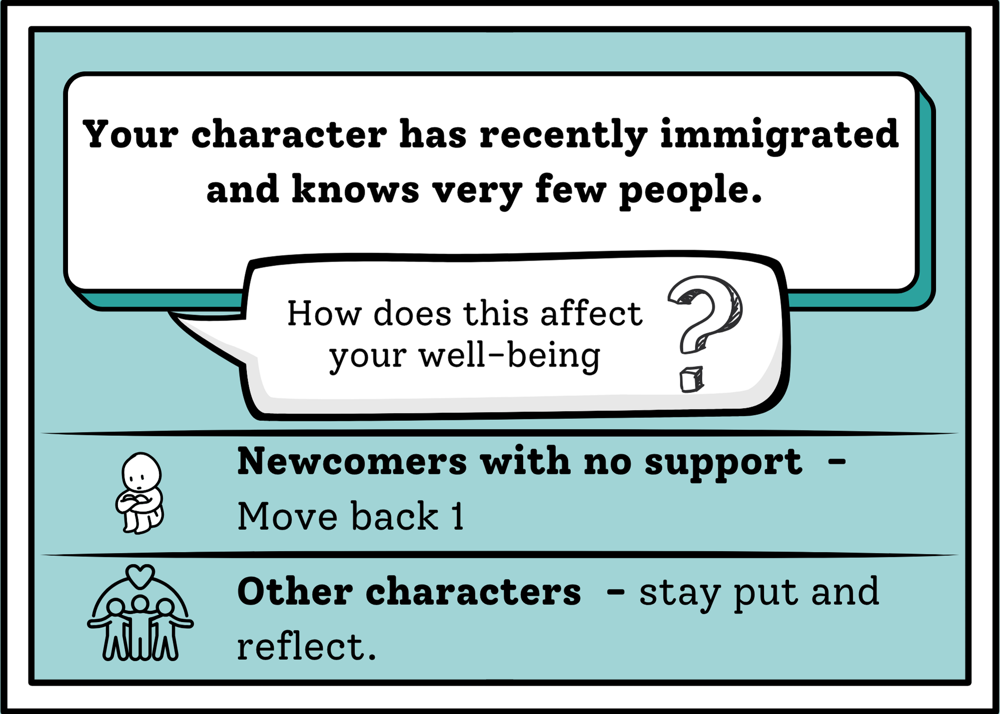 Your character has recently immigrated
and knows very few people.
How does this affect
your well-being
?
Newcomers with no support -
Move back 1
Other characters - stay put and
reflect.